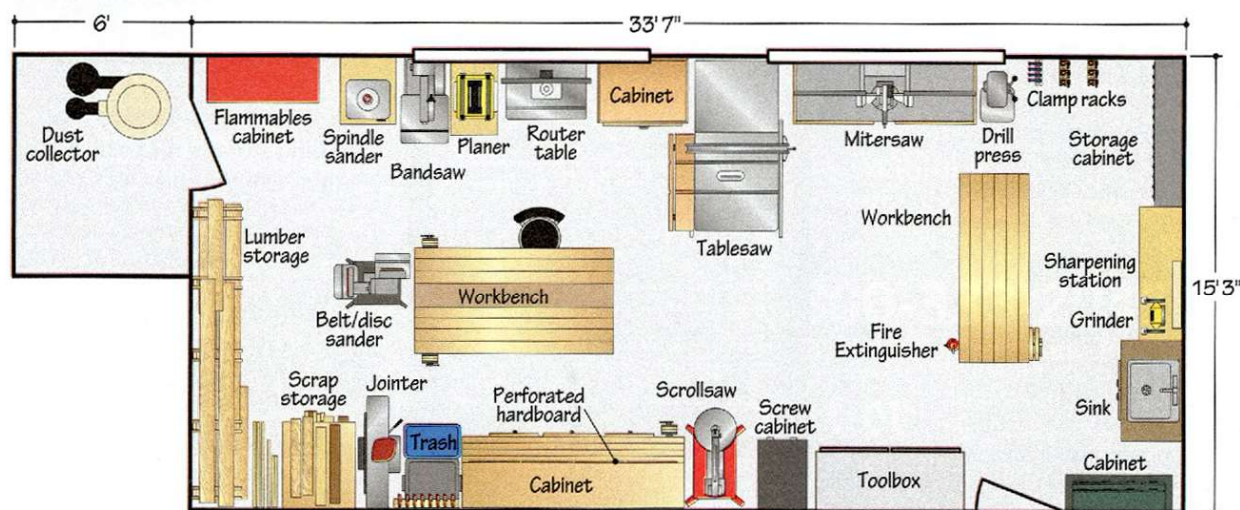 6'
33'7"
Dust
collector
Flammables
cabinet
Spindle
sander
Bandsaw
Planer
Router
table
Cabinet
Tablesaw
Mitersaw
Drill
press
Clamp racks
Storage
cabinet
Workbench
Sharpening
station
Grinder
15'3"
Lumber
storage
Belt/disc
sander
Workbench
Fire
Extinguisher
Sink
Scrap
storage
Jointer
Trash
Perforated
hardboard
Cabinet
Scrollsaw
Screw
cabinet
Toolbox
Cabinet